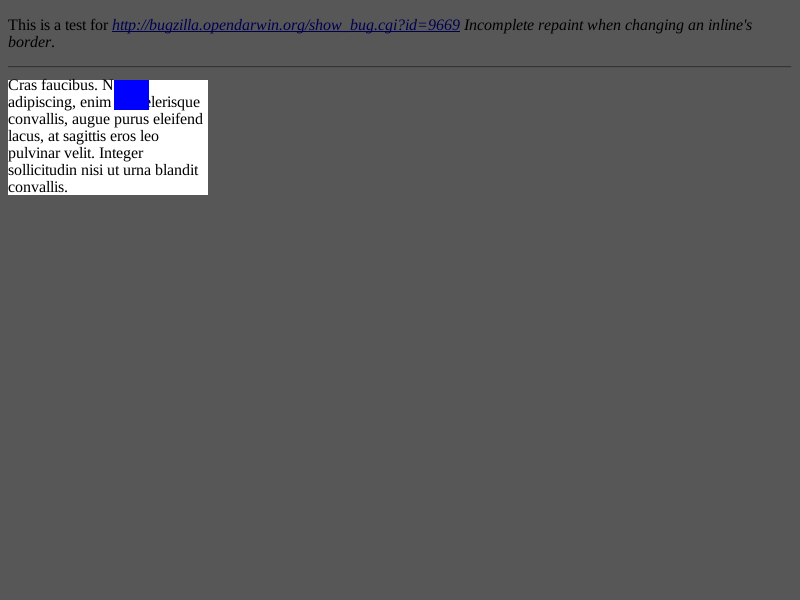 This is a test for http://bugzilla.opendarwin.org/show_bug.cgi?id=9669 Incomplete repaint when changing an inline's
border.
Cras faucibus. N
adipiscing, enim elerisque
convallis, augue purus eleifend
lacus, at sagittis eros leo
pulvinar velit. Integer
sollicitudin nisi ut urna blandit
convallis.